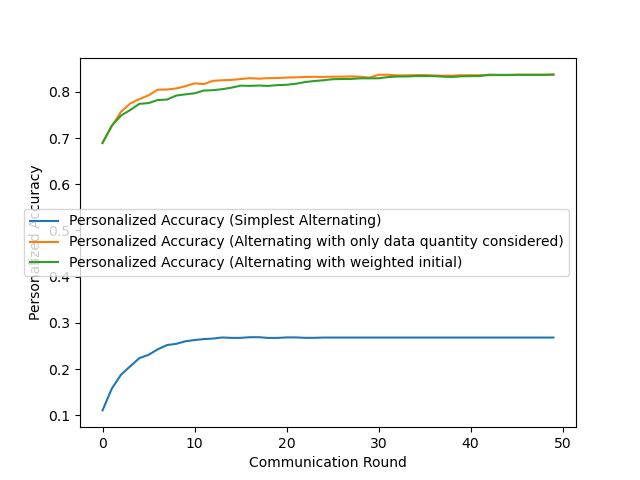 0.8
0.7
0.6
0.5
0.4
0.3
0.2
0.1
Personalized Accuracy
Personalized Accuracy (Simplest Alternating)
Personalized Accuracy (Alternating with only data quantity considered)
Personalized Accuracy (Alternating with weighted initial)
0 10 20 30 40 50
Communication Round